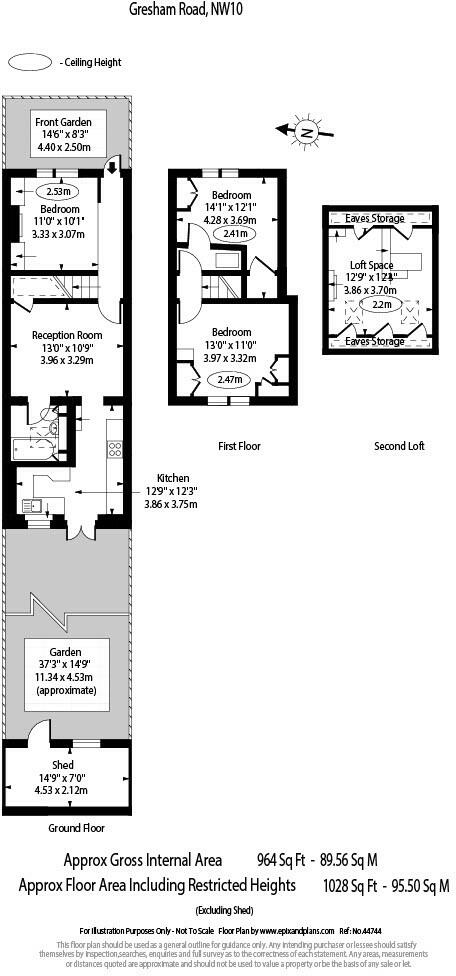 Gresham Road, NW10
- Ceiling Height
Front Garden
14'6" x 8'3"
4.40 x 2.50m
N
2.53m
Bedroom
11'0" x 10'1"
3.33 x 3.07m
Reception Room
13'0" x 10'9"
3.96 x 3.29m
Kitchen
12'9" x 12'3"
3.86 x 3.75m
Garden
37'3" x 14'9"
11.34 x 4.53m
(approximate)
Shed
14'9" x 7'0"
4.53 x 2.12m
Ground Floor
Bedroom
14'1" x 12'1"
4.28 x 3.69m
2.41m
Bedroom
13'0" x 11'0"
3.97 x 3.32m
2.47m
First Floor
Eaves Storage
Loft Space
12'9" x 12'1"
3.86 x 3.70m
2.2m
Eaves Storage
Second Loft
Approx Gross Internal Area 964 Sq Ft - 89.56 Sq M
Approx Floor Area Including Restricted Heights 1028 Sq Ft - 95.50 Sq M
(Excluding Shed)
For Illustration Purposes Only - Not To Scale Floor Plan by www.epixandplans.com Ref: No.44744
This floor plan should be used as a general outline for guidance only. Any intending purchaser or lessee should satisfy
themselves by inspection,searches, enquiries and full survey as to the correctness of each statement. Any areas, measurements
or distances quoted are approximate and should not be used to value a property or be the basis of any sale or let.